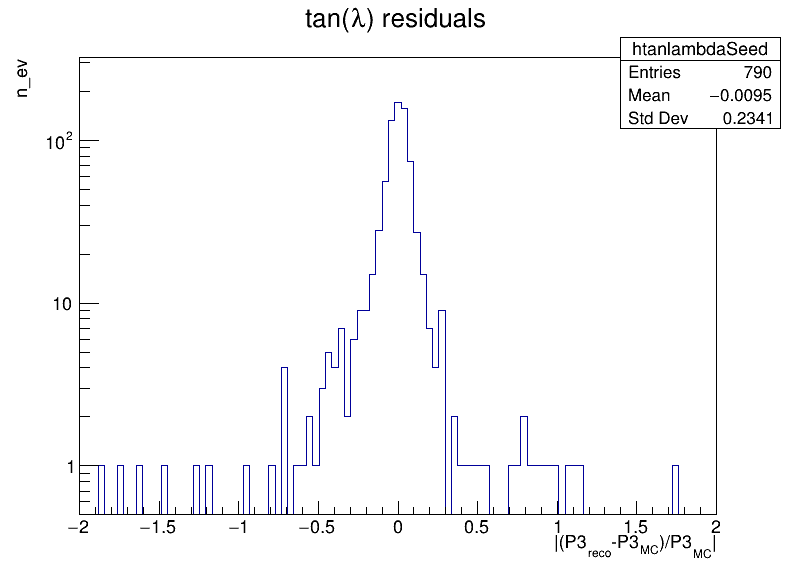 tan(λ) residuals
htanlambdaSeed
Entries 790
Mean −0.0095
Std Dev 0.2341
n_ev
10²
10
1
−2 −1.5 −1 −0.5 0 0.5 1 1.5 2
|(P3reco-P3MC)/P3MC|